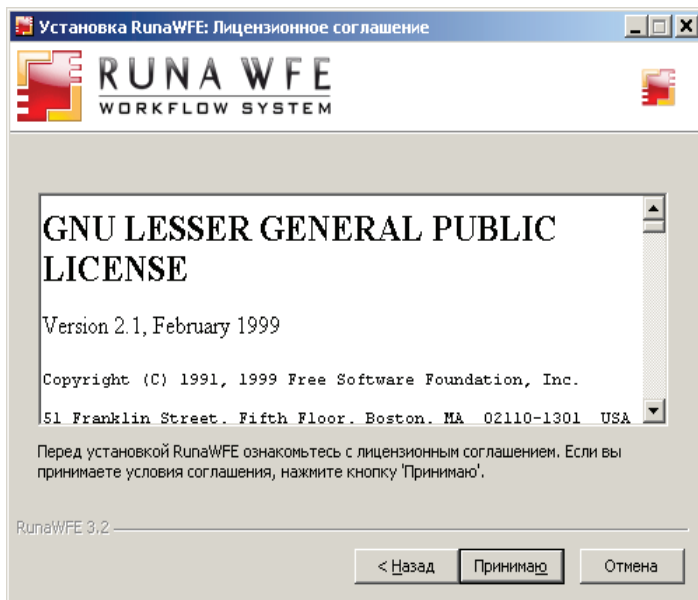 Установка RunaWFE: Лицензионное соглашение
RUNA WFE
WORKFLOW SYSTEM
GNU LESSER GENERAL PUBLIC
LICENSE
Version 2.1, February 1999
Copyright (C) 1991, 1999 Free Software Foundation, Inc.
51 Franklin Street, Fifth Floor, Boston, MA  02110-1301  USA
Перед установкой RunaWFE ознакомьтесь с лицензионным соглашением. Если вы
принимаете условия соглашения, нажмите кнопку 'Принимаю'.
RunaWFE 3.2
< Назад
Принимаю
Отмена